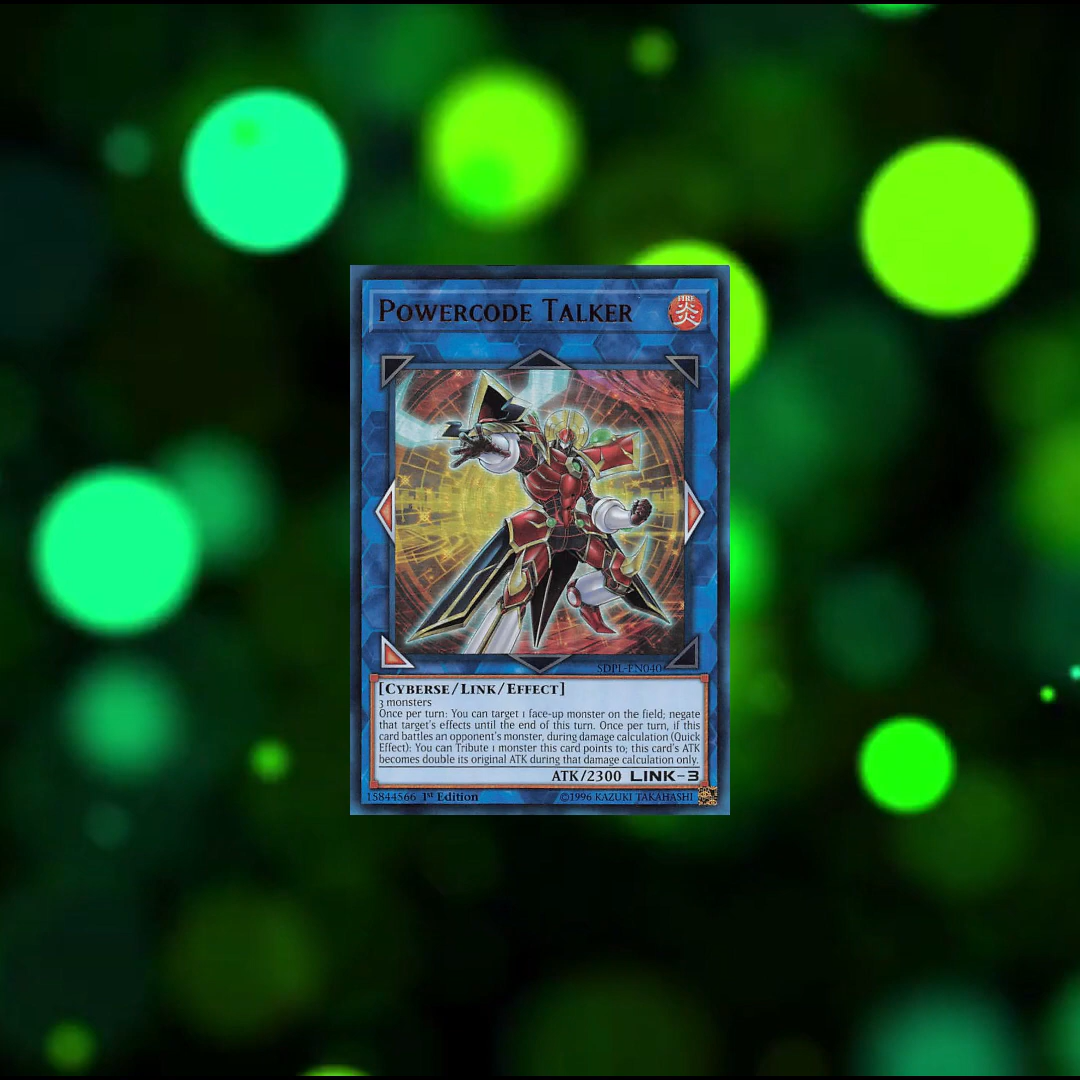 POWERCODE TALKER
FIRE
炎
SDPL-EN040
[CYBERSE/LINK/EFFECT]
3 monsters
Once per turn: You can target 1 face-up monster on the field; negate
that target's effects until the end of this turn. Once per turn, if this
card battles an opponent's monster, during damage calculation (Quick
Effect): You can Tribute 1 monster this card points to; this card's ATK
becomes double its original ATK during that damage calculation only.
ATK/2300 LINK-3
15844566 1st Edition ©1996 KAZUKI TAKAHASHI